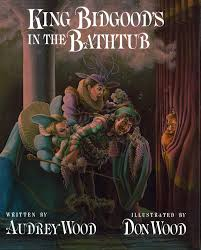 KING BIDGOOD'S
IN THE BATHTUB
WRITTEN BY
AUDREY WOOD
ILLUSTRATED BY
DON WOOD